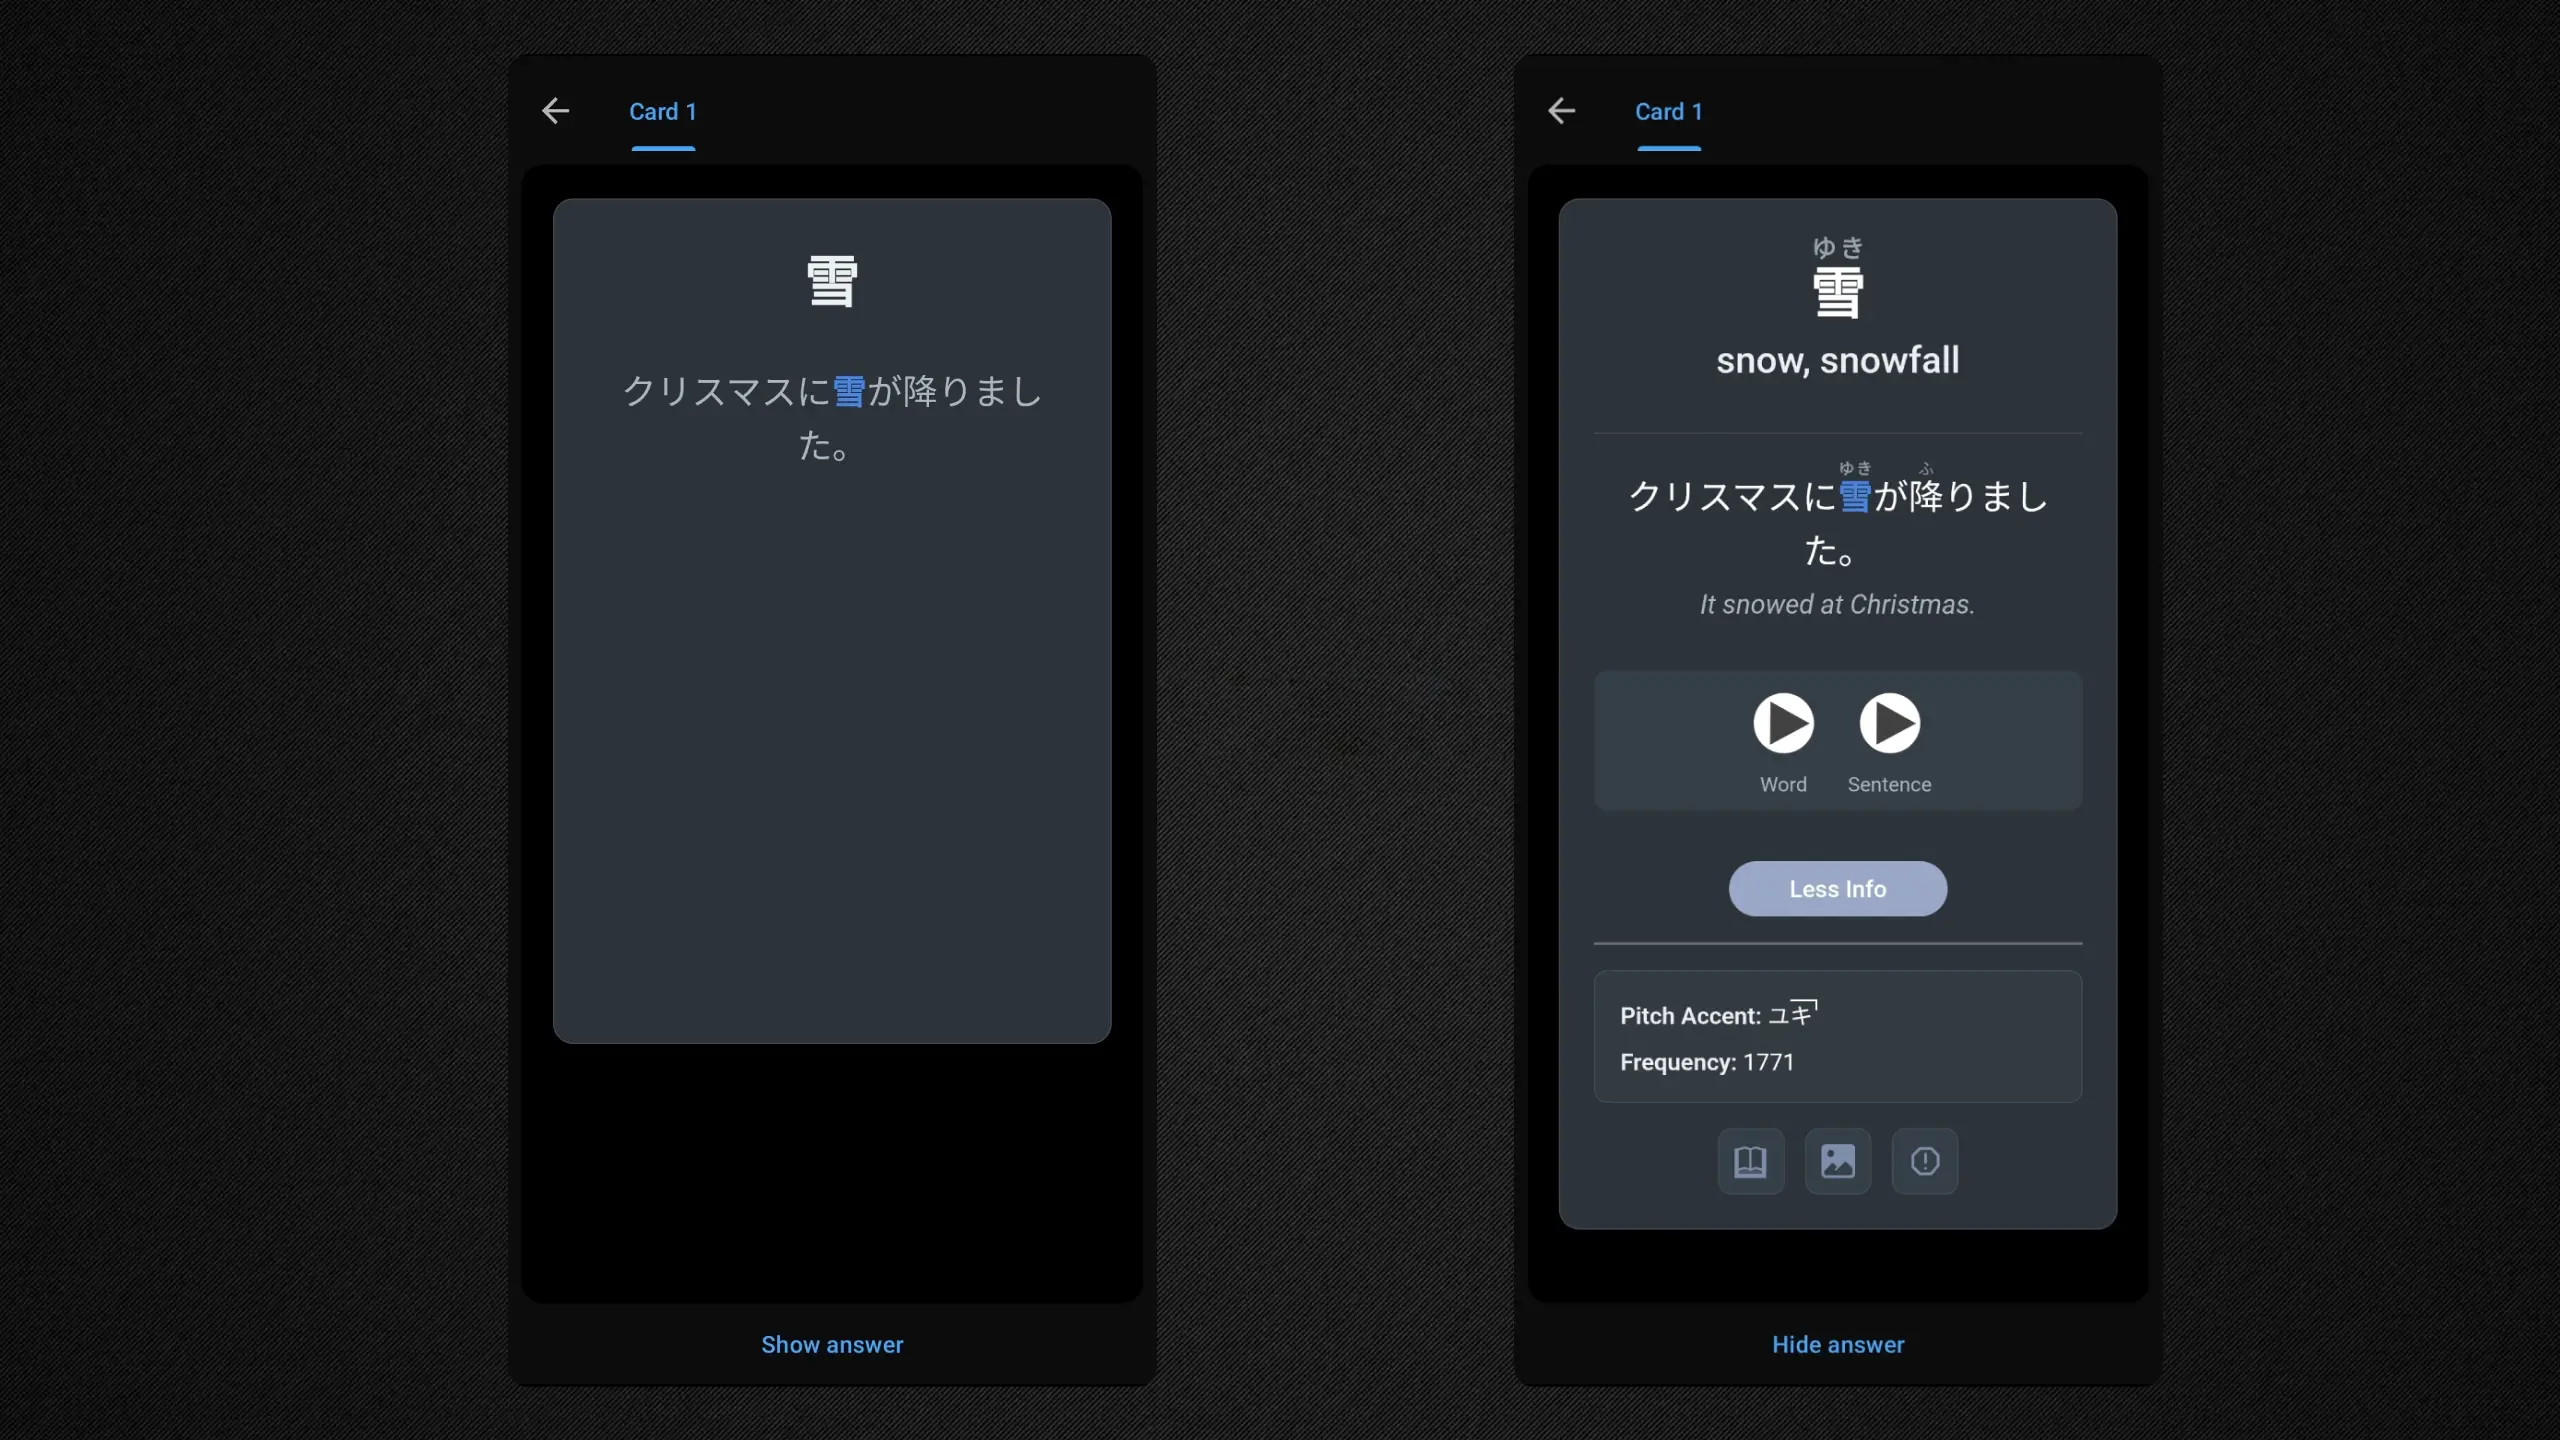 Card 1
雪
クリスマスに雪が降りまし
た。
Show answer
Card 1
ゆき
雪
snow, snowfall
ゆき ふ
クリスマスに雪が降りまし
た。
It snowed at Christmas.
Word Sentence
Less Info
Pitch Accent: ユキ
Frequency: 1771
Hide answer